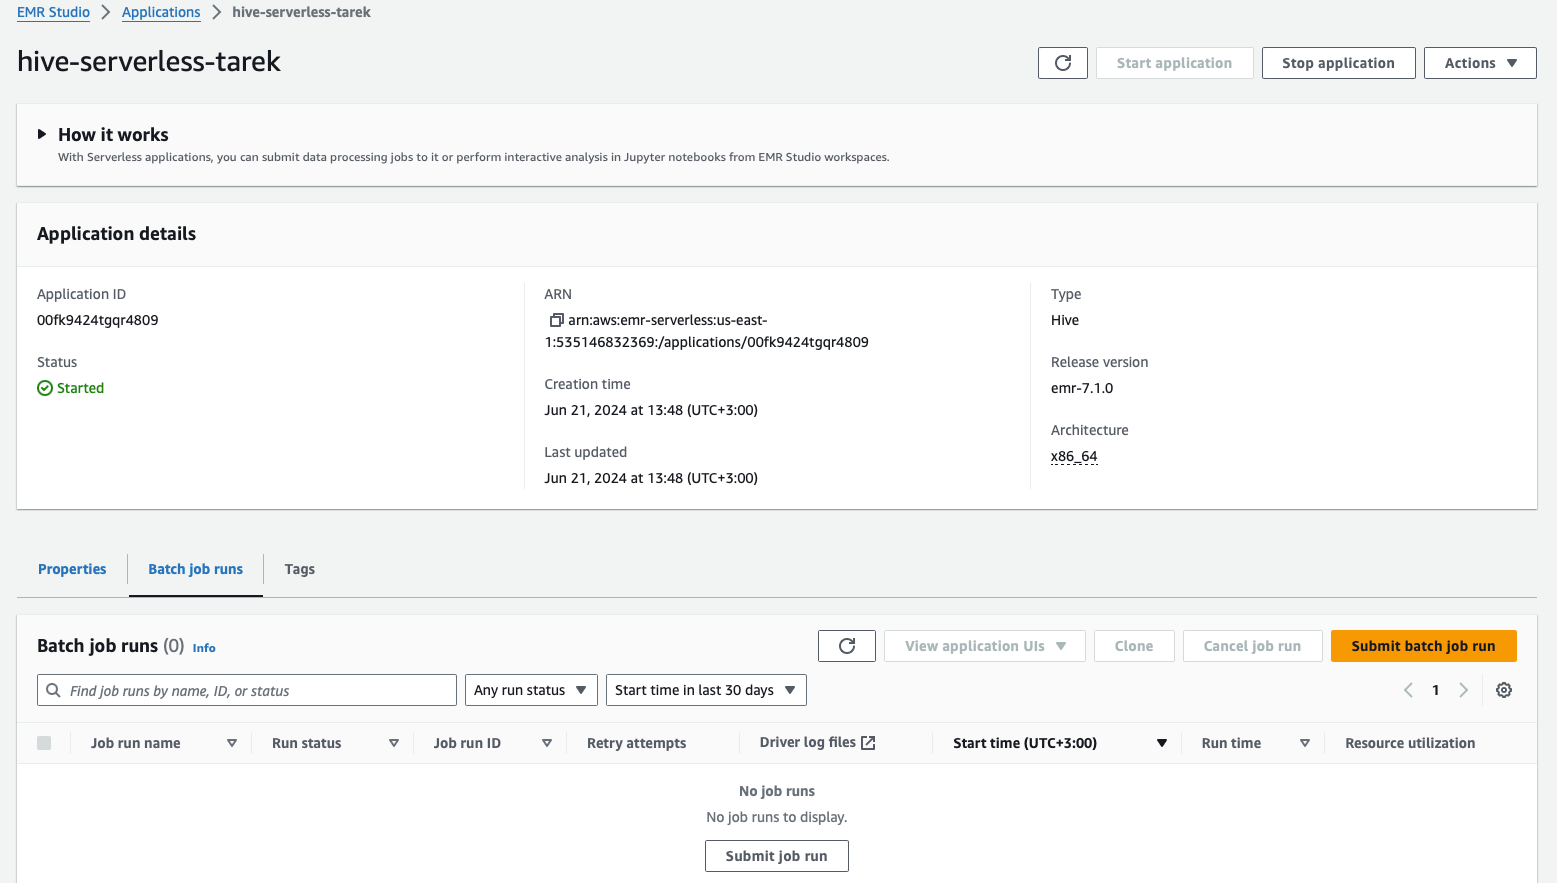 EMR Studio > Applications > hive-serverless-tarek
hive-serverless-tarek
Start application
Stop application
Actions
How it works
With Serverless applications, you can submit data processing jobs to it or perform interactive analysis in Jupyter notebooks from EMR Studio workspaces.
Application details
Application ID
00fk9424tgqr4809
Status
Started
ARN
arn:aws:emr-serverless:us-east-
1:535146832369:/applications/00fk9424tgqr4809
Creation time
Jun 21, 2024 at 13:48 (UTC+3:00)
Last updated
Jun 21, 2024 at 13:48 (UTC+3:00)
Type
Hive
Release version
emr-7.1.0
Architecture
x86_64
Properties
Batch job runs
Tags
Batch job runs (0) Info
View application UIs
Clone
Cancel job run
Submit batch job run
Find job runs by name, ID, or status
Any run status
Start time in last 30 days
1
Job run name
Run status
Job run ID
Retry attempts
Driver log files
Start time (UTC+3:00)
Run time
Resource utilization
No job runs
No job runs to display.
Submit job run